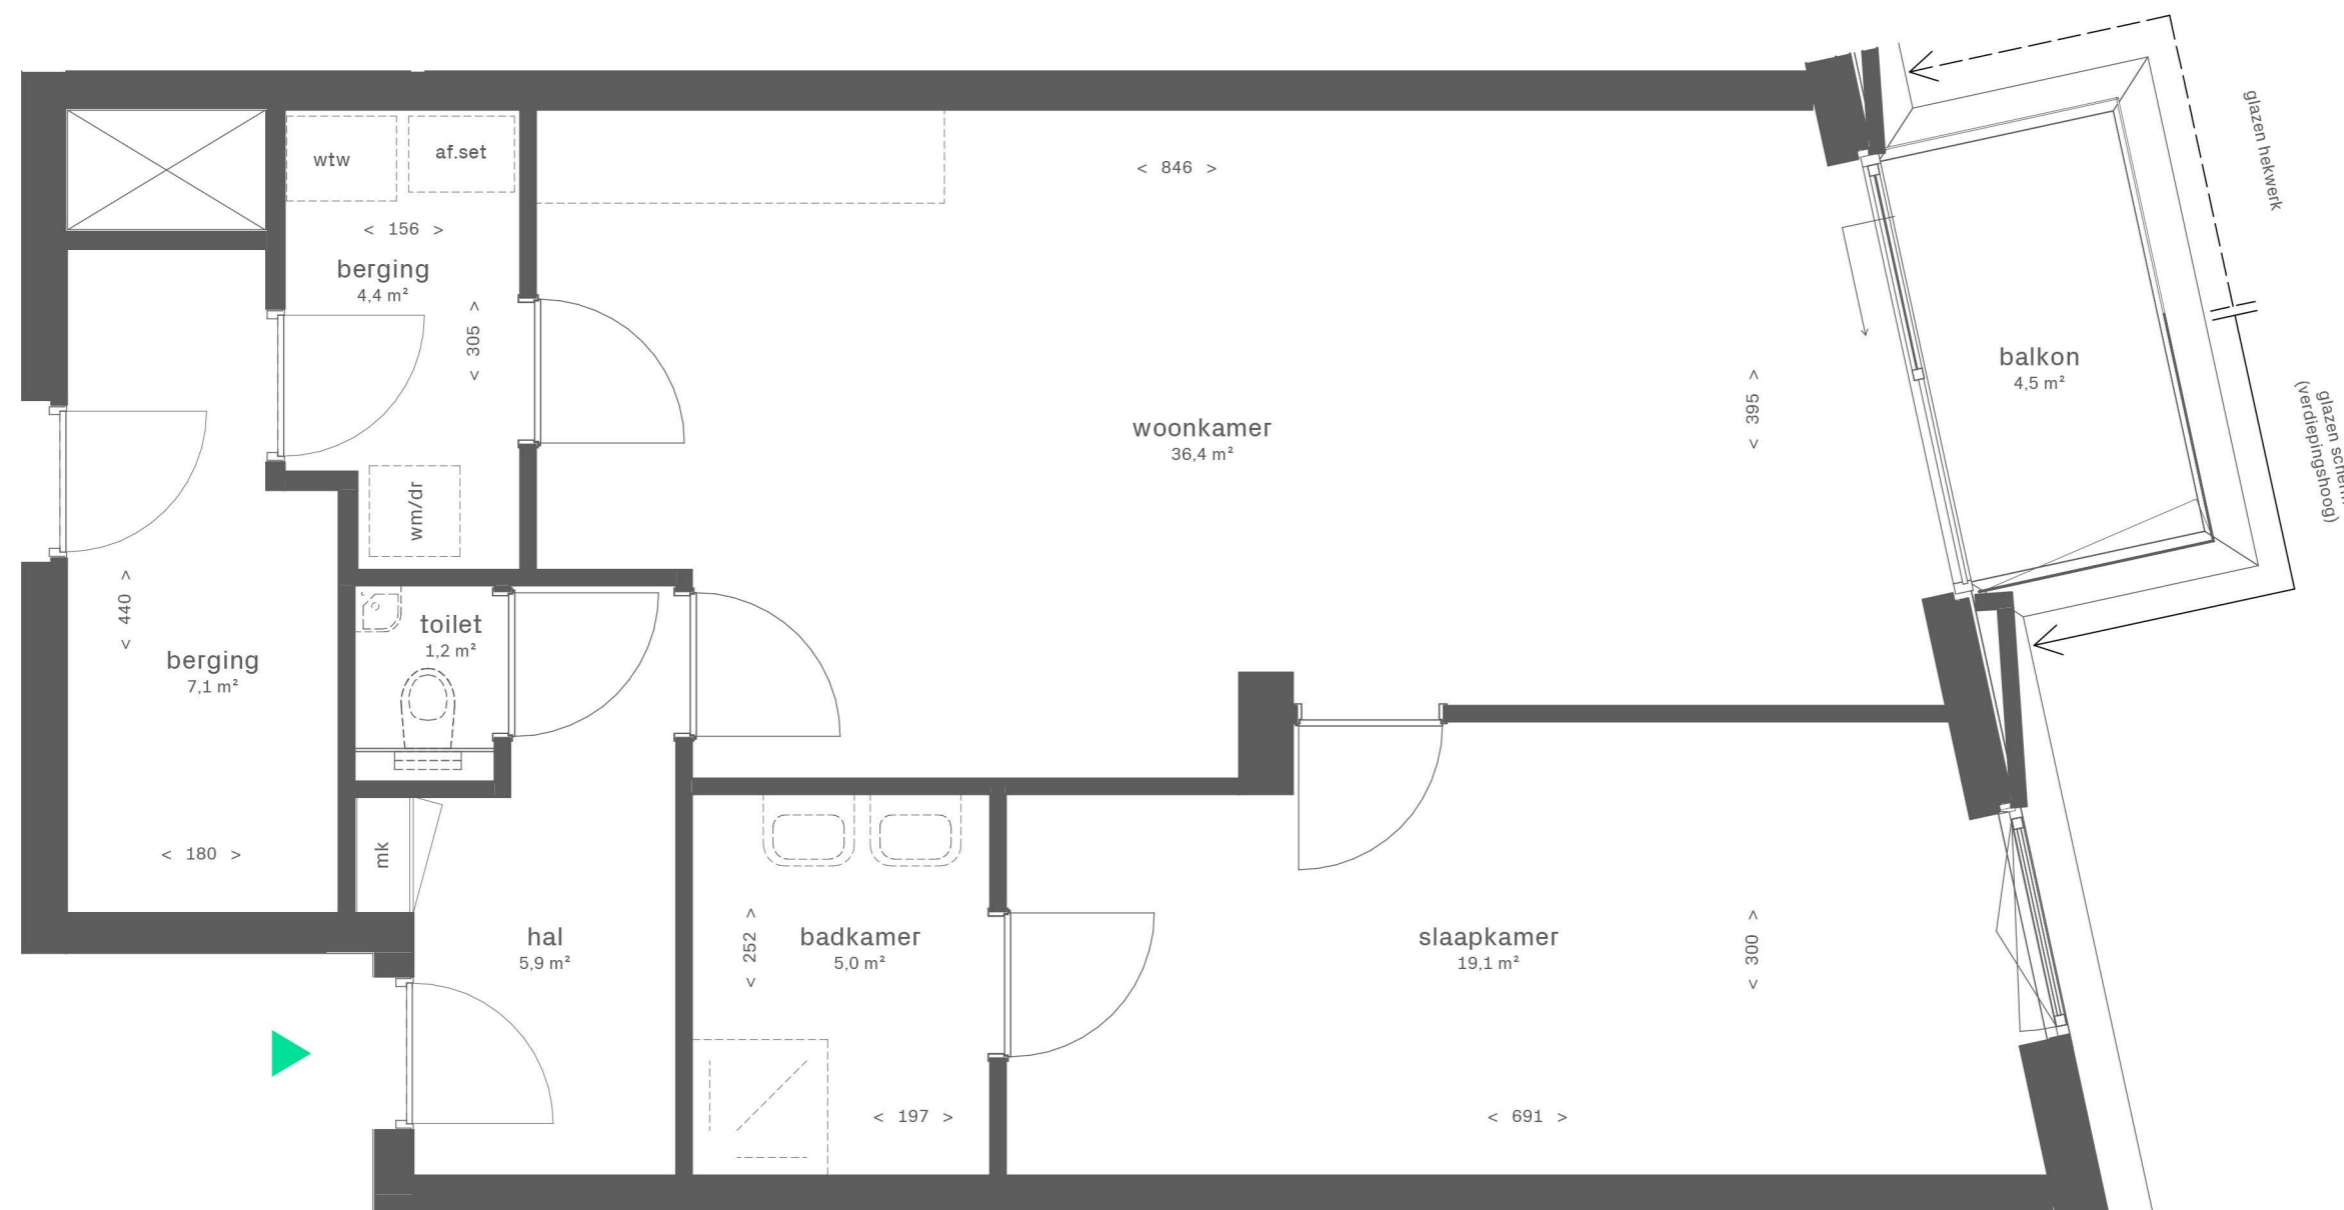 glazen hekwerk
wtw
af.set
< 846 >
< 156 >
berging
4,4 m²
< 305 >
balkon
4,5 m²
< 395 >
woonkamer
36,4 m²
glazen
(verdiepingshoog)
wm/dr
< 440 >
toilet
1,2 m²
berging
7,1 m²
< 180 >
mk
hal
5,9 m²
< 252 >
badkamer
5,0 m²
slaapkamer
19,1 m²
< 300 >
< 197 >
< 691 >